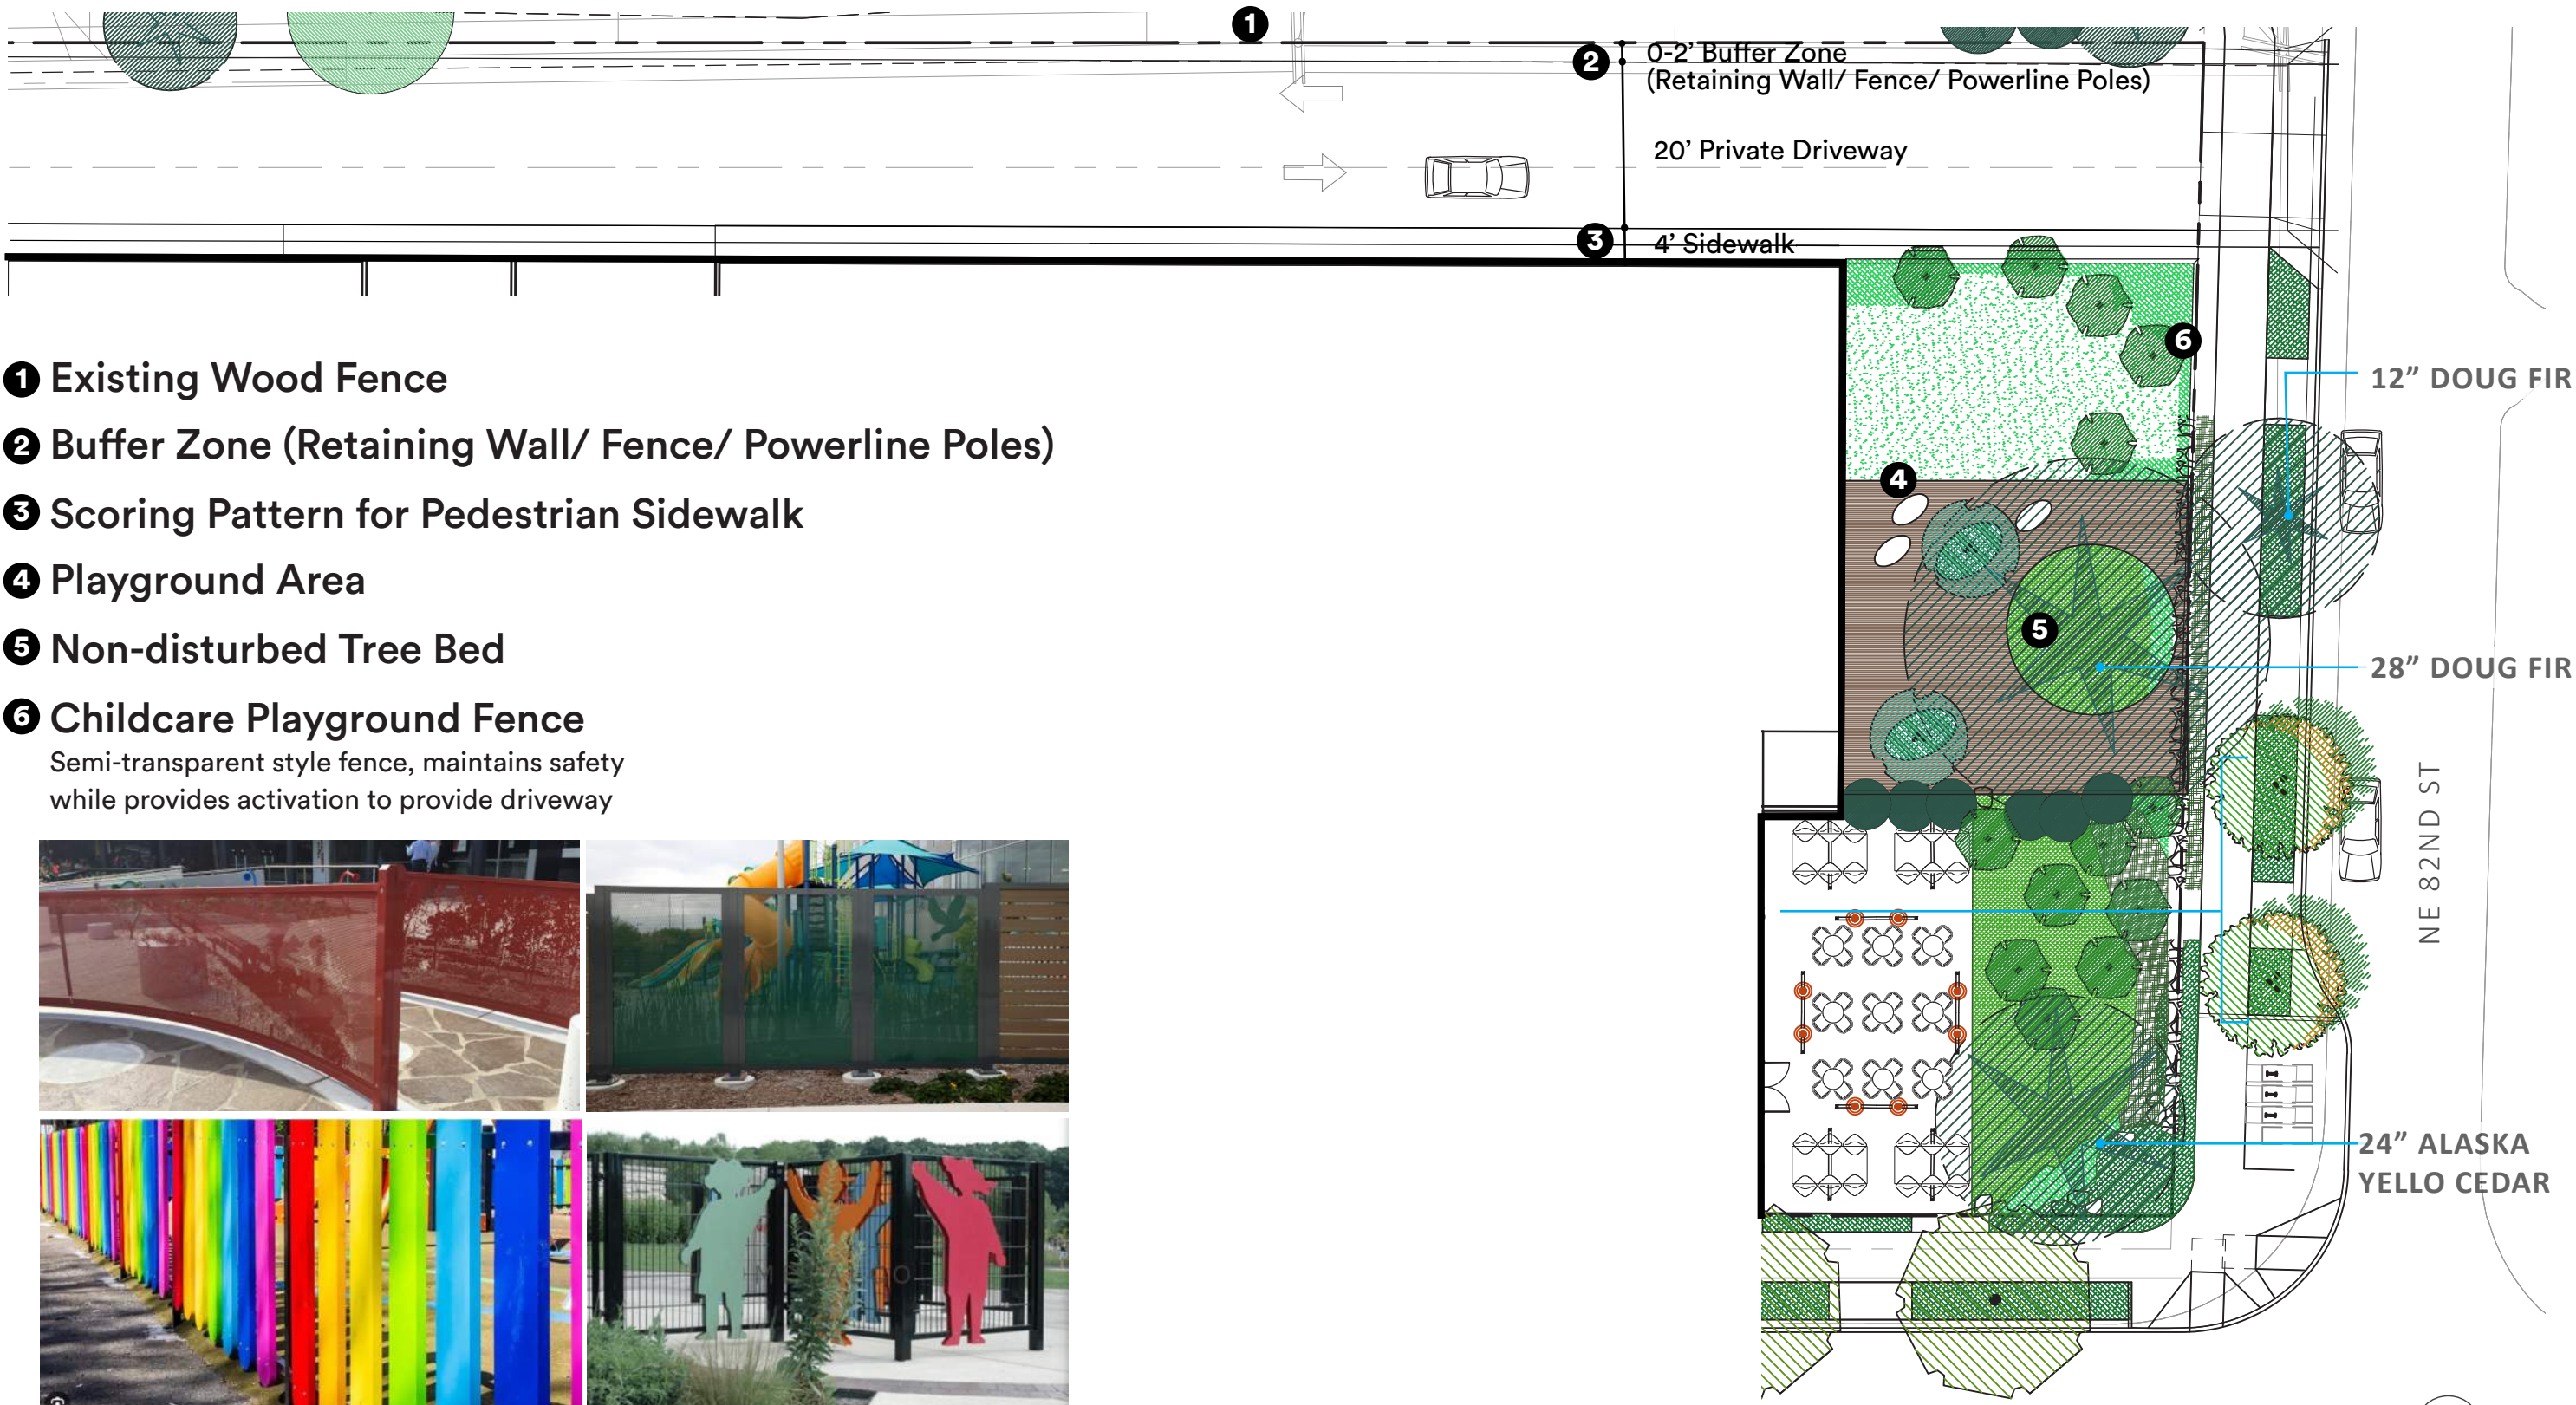 1
2
0-2’ Buffer Zone
(Retaining Wall/ Fence/ Powerline Poles)
20’ Private Driveway
3
4’ Sidewalk
6
4
5
12” DOUG FIR
28” DOUG FIR
NE 82ND ST
24” ALASKA
YELLO CEDAR
1 Existing Wood Fence
2 Buffer Zone (Retaining Wall/ Fence/ Powerline Poles)
3 Scoring Pattern for Pedestrian Sidewalk
4 Playground Area
5 Non-disturbed Tree Bed
6 Childcare Playground Fence
Semi-transparent style fence, maintains safety
while provides activation to provide driveway